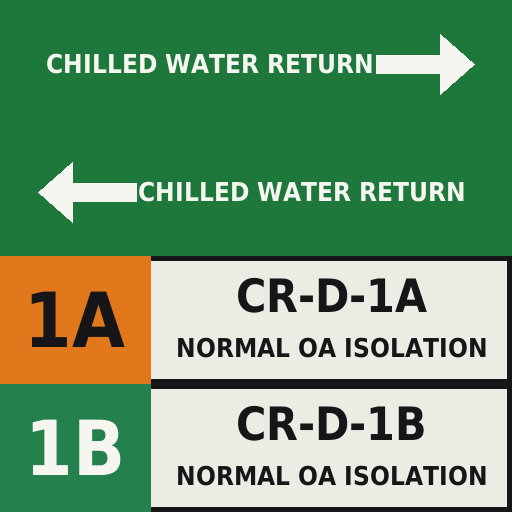 CHILLED WATER RETURN
CHILLED WATER RETURN
1A
CR-D-1A
NORMAL OA ISOLATION
1B
CR-D-1B
NORMAL OA ISOLATION